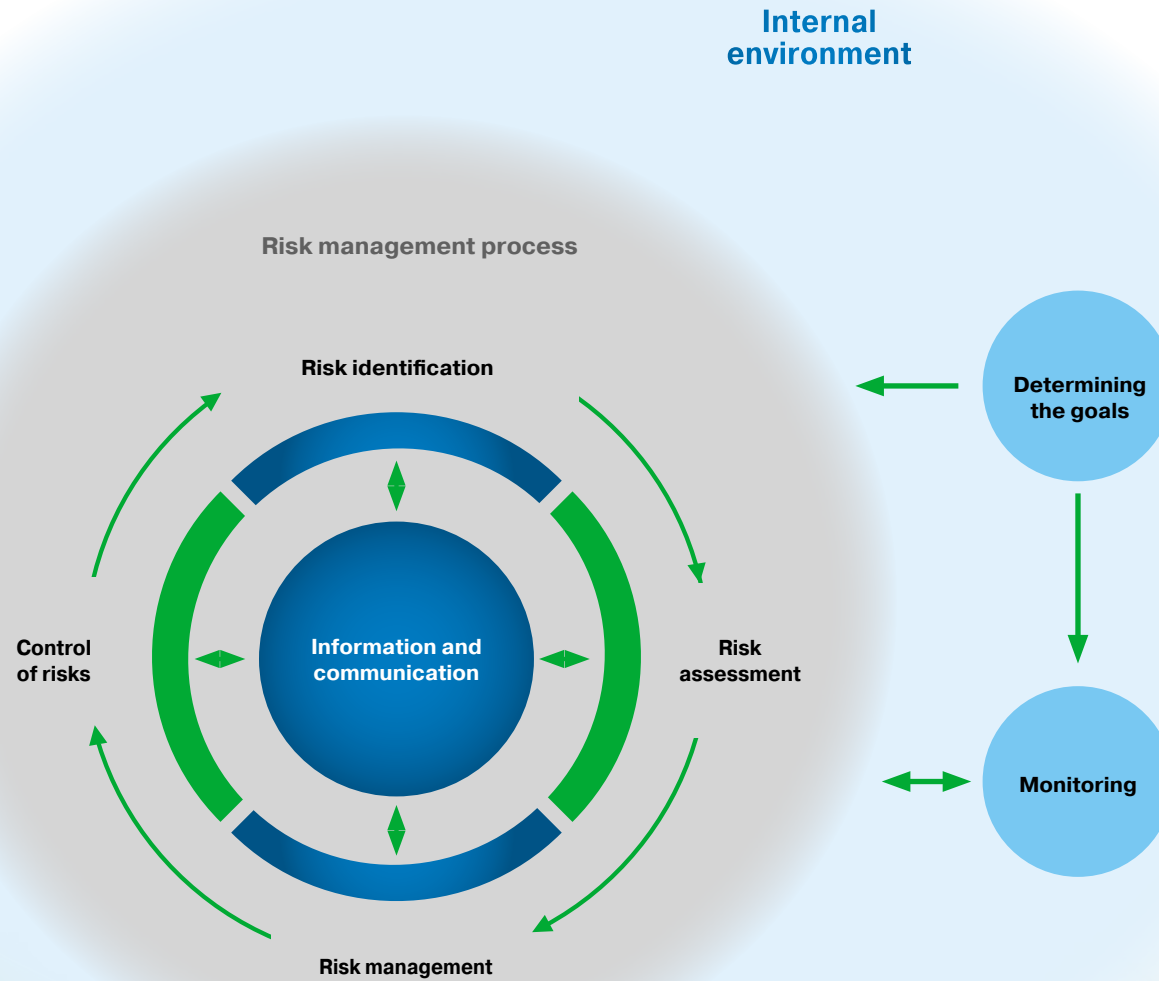 Internal
environment
Risk management process
Risk identification
Determining
the goals
Information and
communication
Control
of risks
Risk
assessment
Monitoring
Risk management